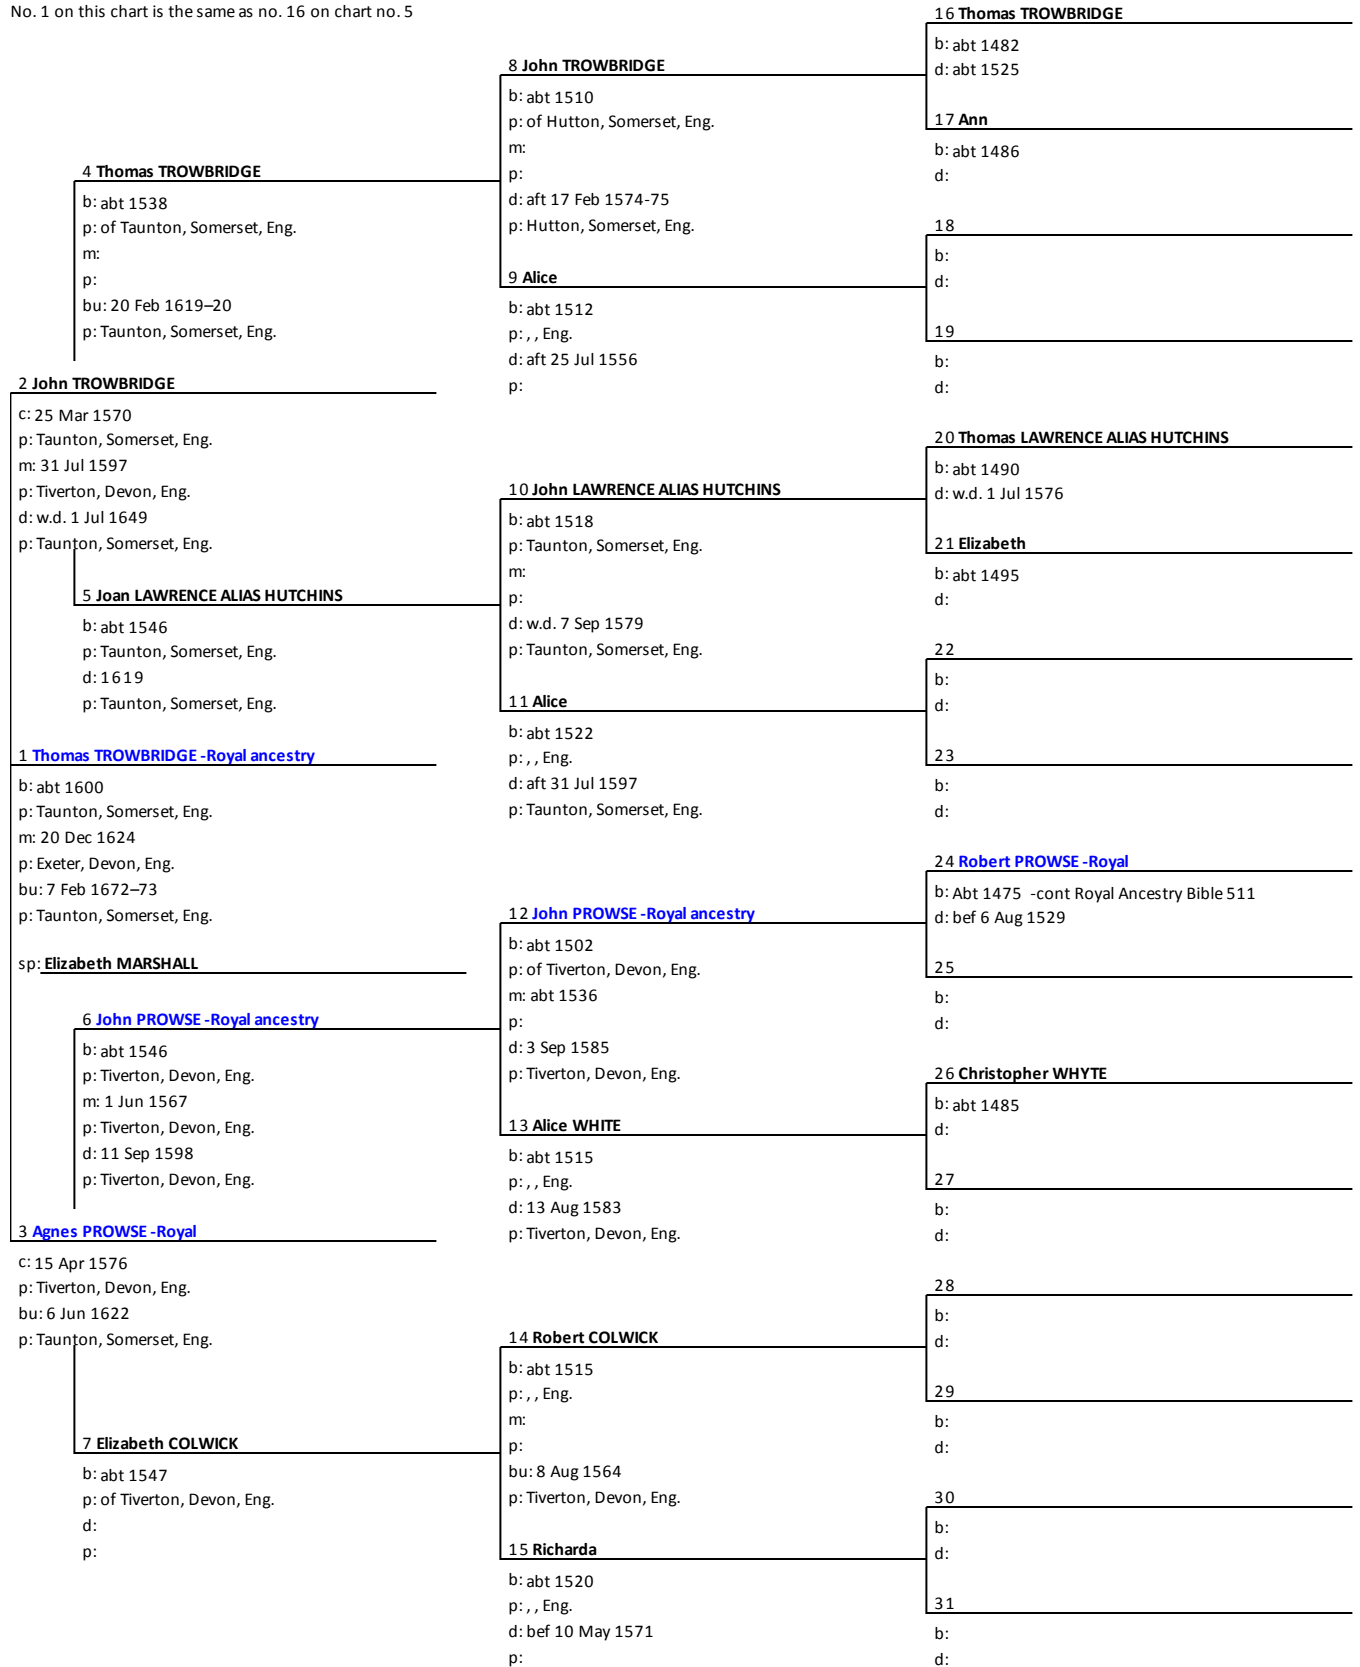 No. 1 on this chart is the same as no. 16 on chart no. 5
16 Thomas TROWBRIDGE
b: abt 1482
d: abt 1525
8 John TROWBRIDGE
b: abt 1510
p: of Hutton, Somerset, Eng.
m:
p:
d: aft 17 Feb 1574-75
p: Hutton, Somerset, Eng.
17 Ann
b: abt 1486
d:
4 Thomas TROWBRIDGE
b: abt 1538
p: of Taunton, Somerset, Eng.
m:
p:
bu: 20 Feb 1619–20
p: Taunton, Somerset, Eng.
18
b:
d:
9 Alice
b: abt 1512
p: , , Eng.
d: aft 25 Jul 1556
p:
19
b:
d:
2 John TROWBRIDGE
c: 25 Mar 1570
p: Taunton, Somerset, Eng.
m: 31 Jul 1597
p: Tiverton, Devon, Eng.
d: w.d. 1 Jul 1649
p: Taunton, Somerset, Eng.
20 Thomas LAWRENCE ALIAS HUTCHINS
b: abt 1490
d: w.d. 1 Jul 1576
10 John LAWRENCE ALIAS HUTCHINS
b: abt 1518
p: Taunton, Somerset, Eng.
m:
p:
d: w.d. 7 Sep 1579
p: Taunton, Somerset, Eng.
21 Elizabeth
b: abt 1495
d:
5 Joan LAWRENCE ALIAS HUTCHINS
b: abt 1546
p: Taunton, Somerset, Eng.
d: 1619
p: Taunton, Somerset, Eng.
22
b:
d:
11 Alice
b: abt 1522
p: , , Eng.
d: aft 31 Jul 1597
p: Taunton, Somerset, Eng.
23
b:
d:
1 Thomas TROWBRIDGE -Royal ancestry
b: abt 1600
p: Taunton, Somerset, Eng.
m: 20 Dec 1624
p: Exeter, Devon, Eng.
bu: 7 Feb 1672–73
p: Taunton, Somerset, Eng.
sp: Elizabeth MARSHALL
24 Robert PROWSE -Royal
b: Abt 1475 -cont Royal Ancestry Bible 511
d: bef 6 Aug 1529
12 John PROWSE -Royal ancestry
b: abt 1502
p: of Tiverton, Devon, Eng.
m: abt 1536
p:
d: 3 Sep 1585
p: Tiverton, Devon, Eng.
25
b:
d:
6 John PROWSE -Royal ancestry
b: abt 1546
p: Tiverton, Devon, Eng.
m: 1 Jun 1567
p: Tiverton, Devon, Eng.
d: 11 Sep 1598
p: Tiverton, Devon, Eng.
26 Christopher WHYTE
b: abt 1485
d:
13 Alice WHITE
b: abt 1515
p: , , Eng.
d: 13 Aug 1583
p: Tiverton, Devon, Eng.
27
b:
d:
3 Agnes PROWSE -Royal
c: 15 Apr 1576
p: Tiverton, Devon, Eng.
bu: 6 Jun 1622
p: Taunton, Somerset, Eng.
28
b:
d:
14 Robert COLWICK
b: abt 1515
p: , , Eng.
m:
p:
bu: 8 Aug 1564
p: Tiverton, Devon, Eng.
29
b:
d:
7 Elizabeth COLWICK
b: abt 1547
p: of Tiverton, Devon, Eng.
d:
p:
30
b:
d:
15 Richarda
b: abt 1520
p: , , Eng.
d: bef 10 May 1571
p:
31
b:
d: